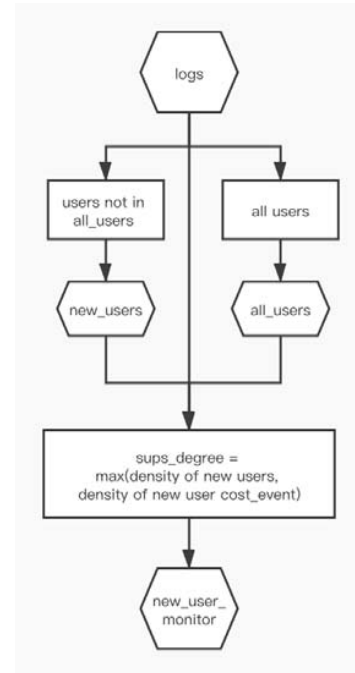 logs
users not in
all_users
all users
new_users
all_users
sups_degree =
max(density of new users,
density of new user cost_event)
new_user_
monitor